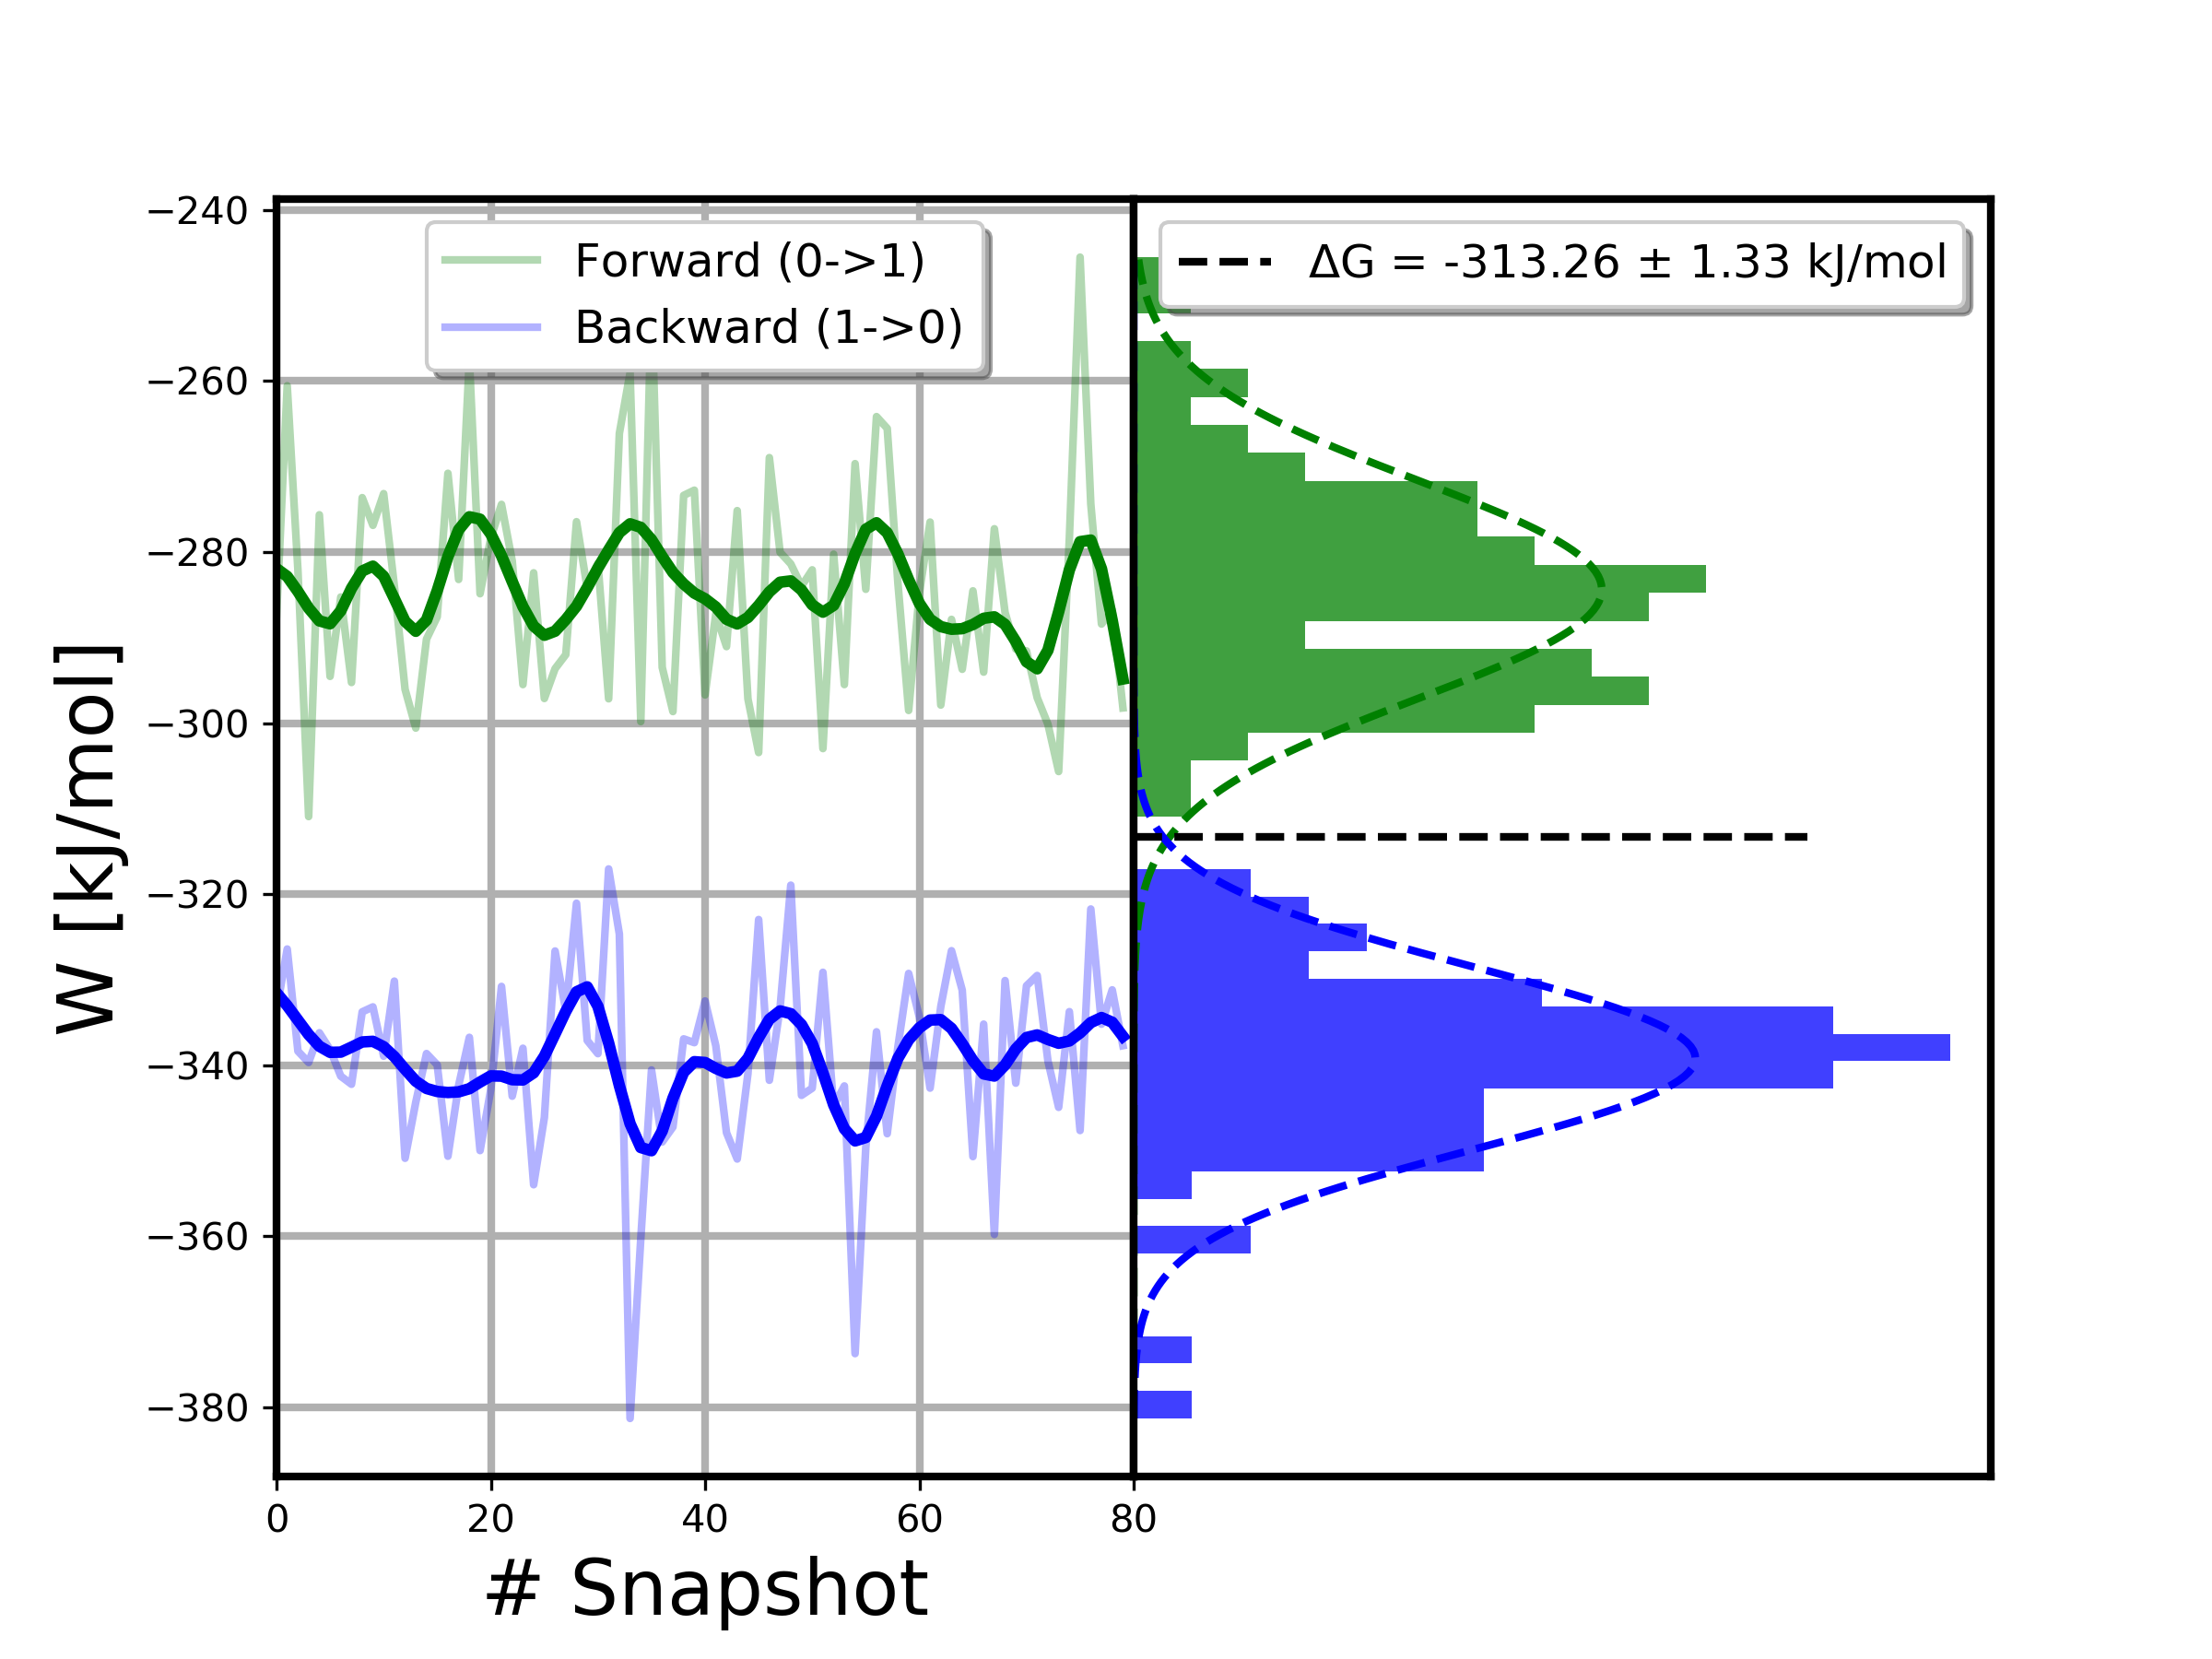 Forward (0->1)
Backward (1->0)
ΔG = -313.26 ± 1.33 kJ/mol
W [kJ/mol]
−240
−260
−280
−300
−320
−340
−360
−380
0 20 40 60 80
# Snapshot